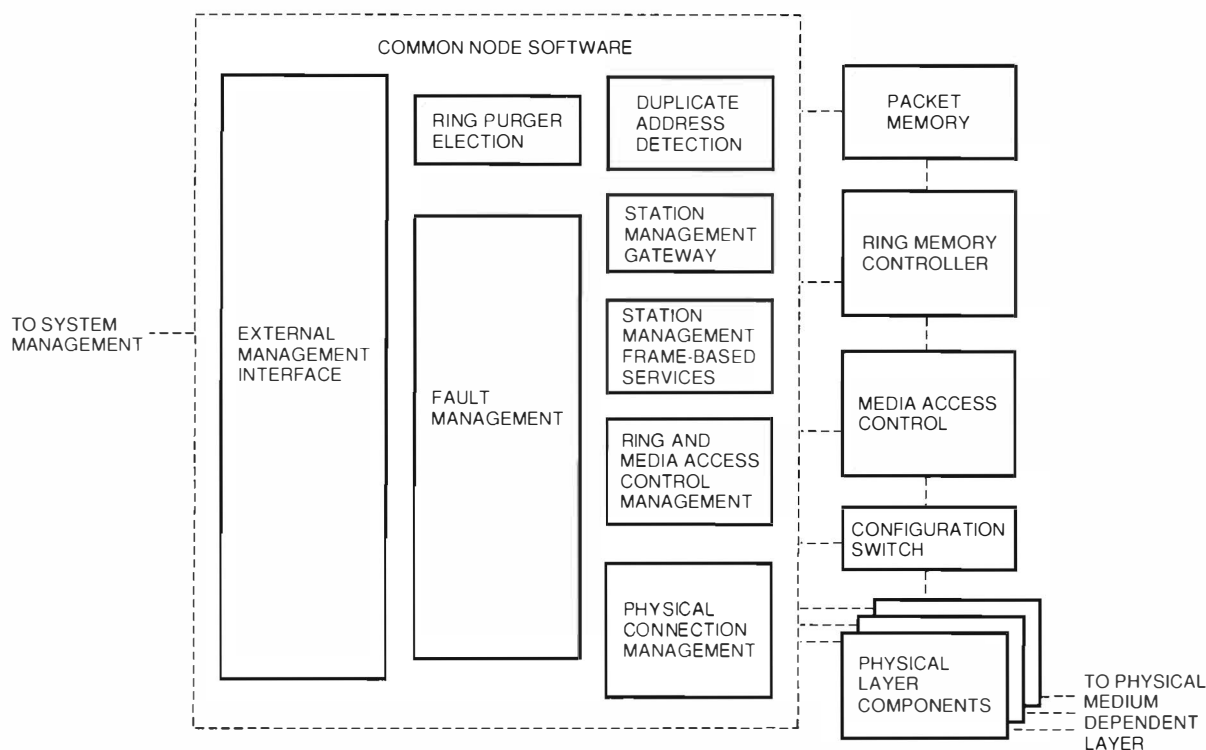 COMMON NODE SOFTWARE
RING PURGER
ELECTION
DUPLICATE
ADDRESS
DETECTION
PACKET
MEMORY
STATION
MANAGEMENT
GATEWAY
RING MEMORY
CONTROLLER
TO SYSTEM
MANAGEMENT
EXTERNAL
MANAGEMENT
INTERFACE
FAULT
MANAGEMENT
STATION
MANAGEMENT
FRAME-BASED
SERVICES
MEDIA ACCESS
CONTROL
RING AND
MEDIA ACCESS
CONTROL
MANAGEMENT
CONFIGURATION
SWITCH
PHYSICAL
CONNECTION
MANAGEMENT
PHYSICAL
LAYER
COMPONENTS
TO PHYSICAL
MEDIUM
DEPENDENT
LAYER